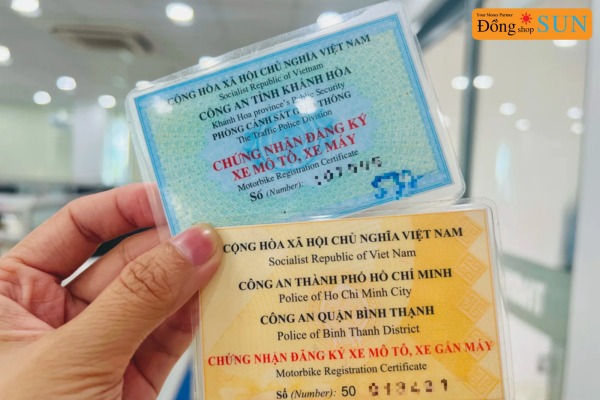 Your Money Partner
Đồng shop SUN
CỘNG HÒA XÃ HỘI CHỦ NGHĨA VIỆT NAM
Socialist Republic of Vietnam
CÔNG AN TỈNH KHÁNH HÒA
Khanh Hoa province's Public Security
PHÒNG CẢNH SÁT GIAO THÔNG
The Traffic Police Division
CHỨNG NHẬN ĐĂNG KÝ
XE MÔ TÔ, XE MÁY
Motorbike Registration Certificate
Số (Number):
CỘNG HÒA XÃ HỘI CHỦ NGHĨA VIỆT NAM
Socialist Republic of Viet Nam
CÔNG AN THÀNH PHỐ HỒ CHÍ MINH
Police of Ho Chi Minh City
CÔNG AN QUẬN BÌNH THẠNH
Police of Binh Thanh District
CHỨNG NHẬN ĐĂNG KÝ XE MÔ TÔ, XE GẮN MÁY
Motorbike Registration Certificate
Số (Number): 50